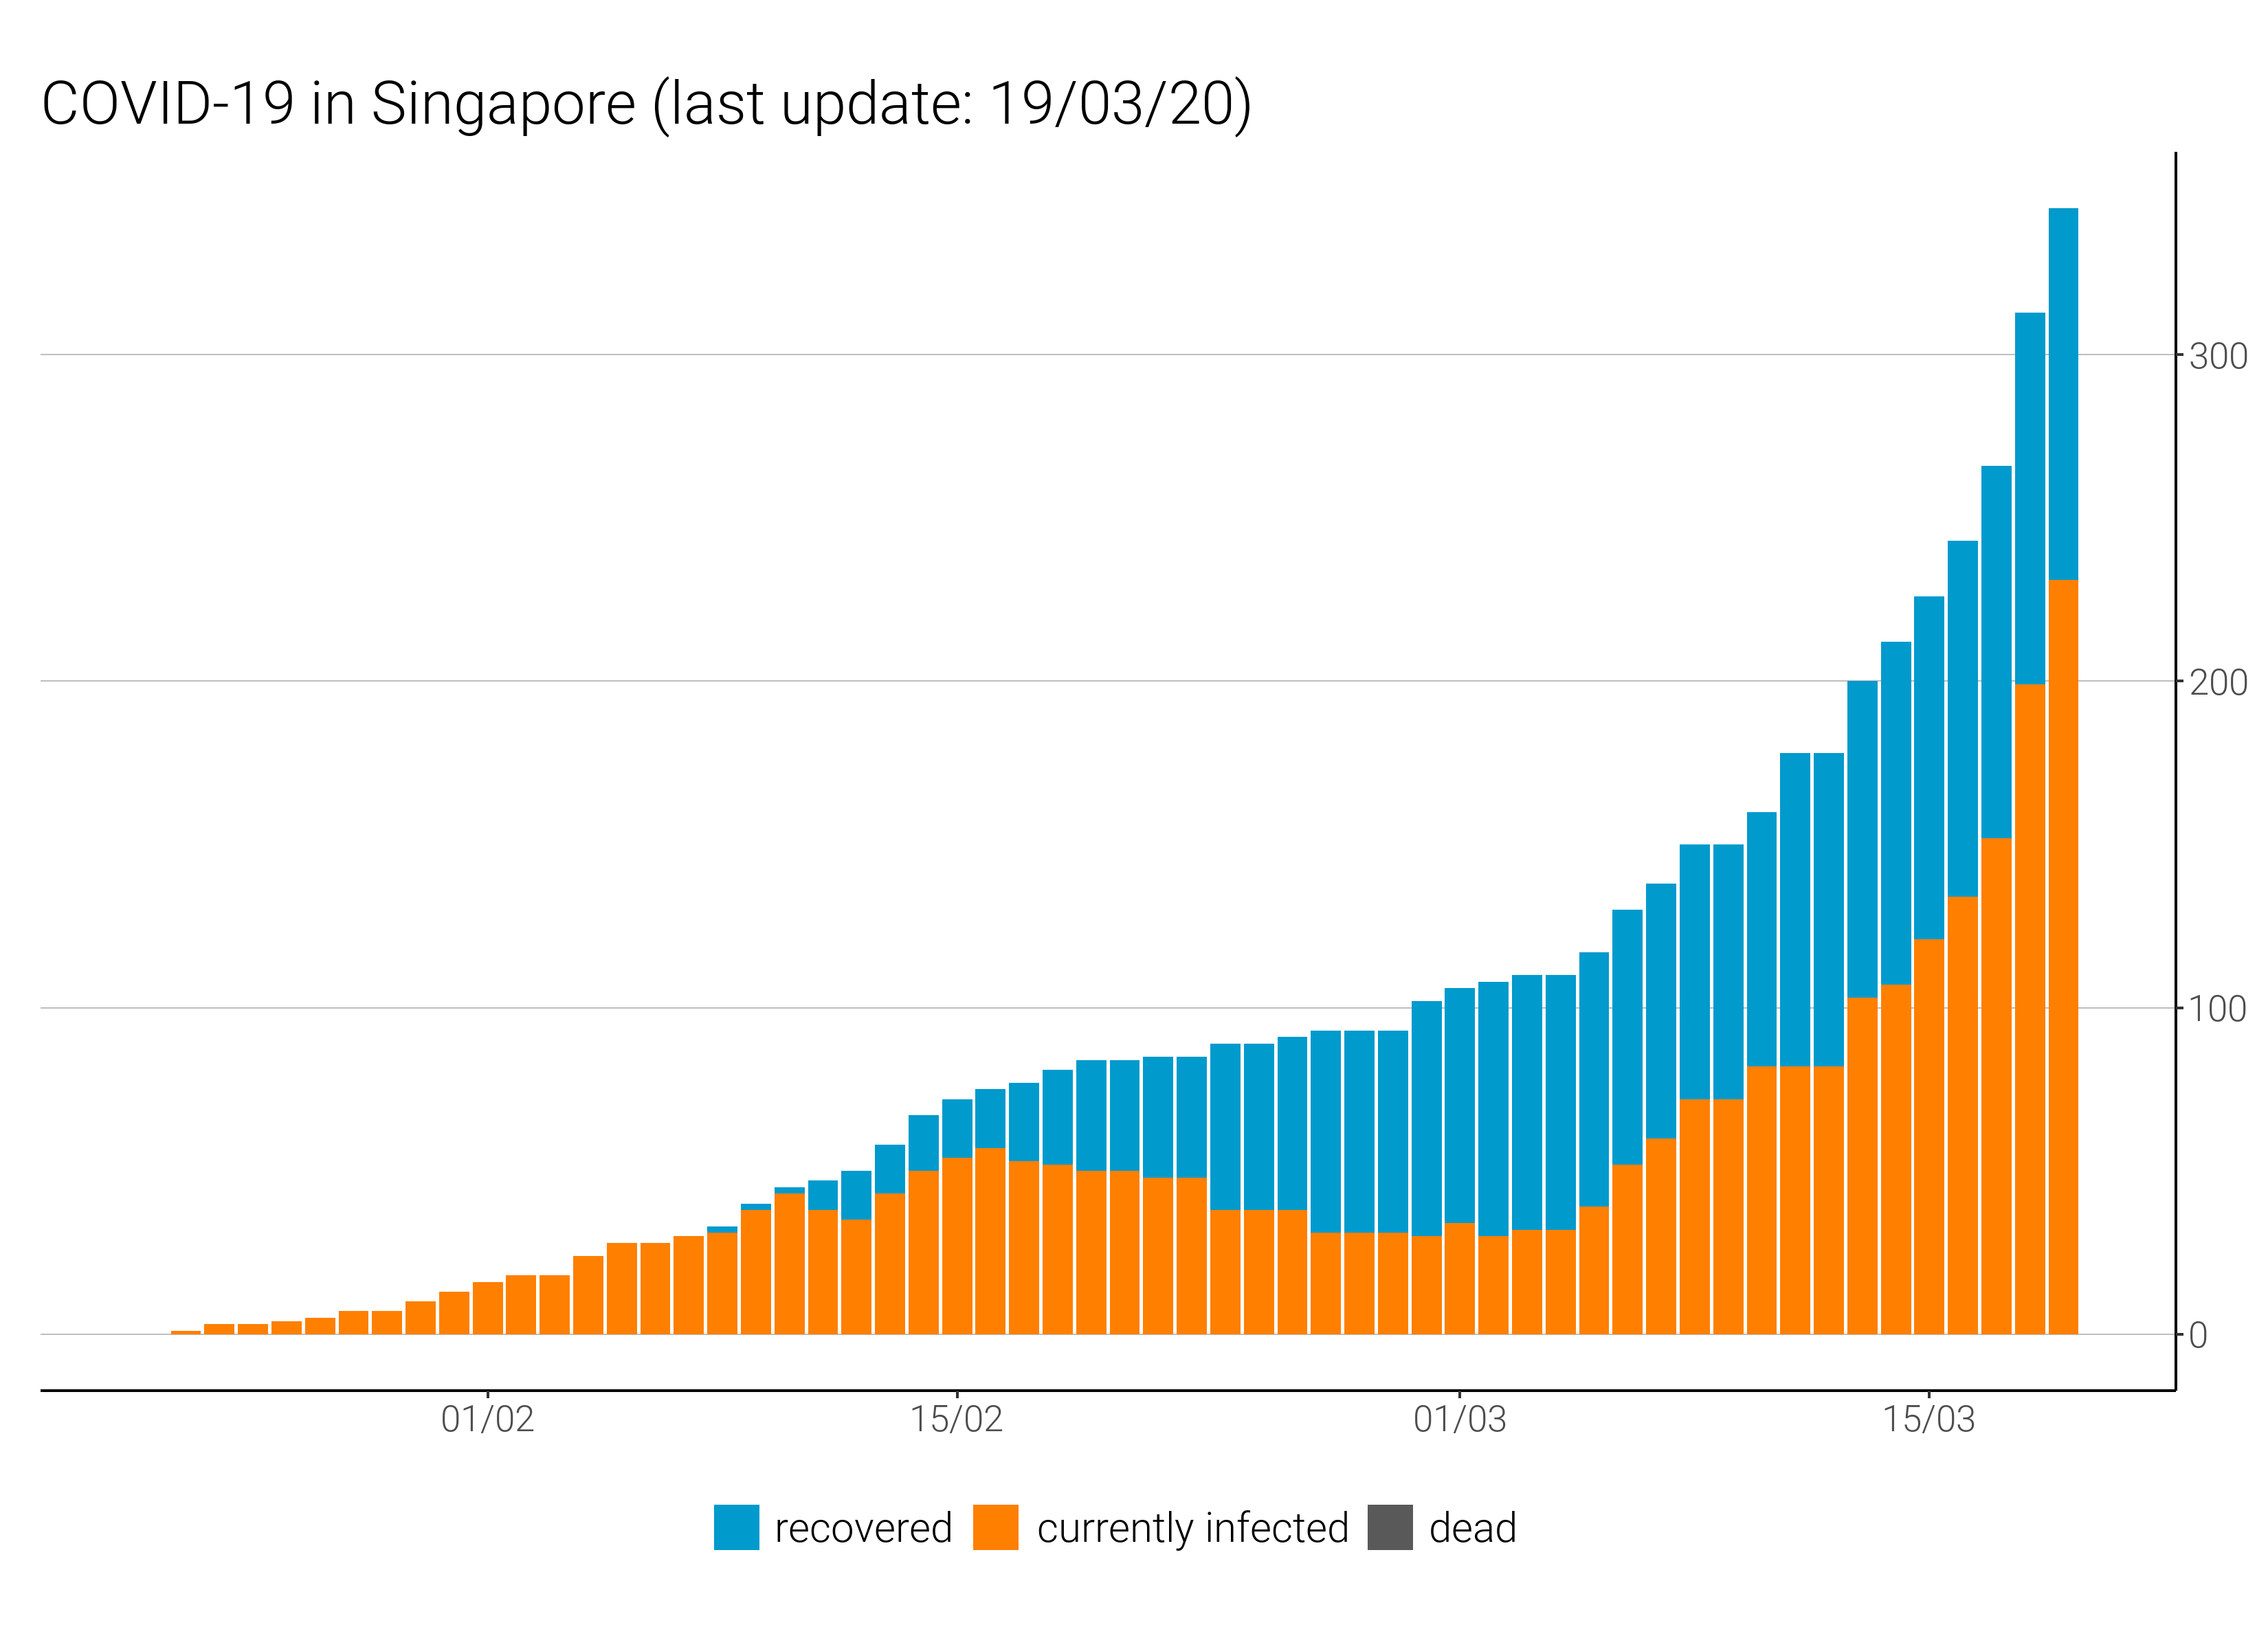 COVID-19 in Singapore (last update: 19/03/20)
300
200
100
0
01/02 15/02 01/03 15/03
recovered currently infected dead